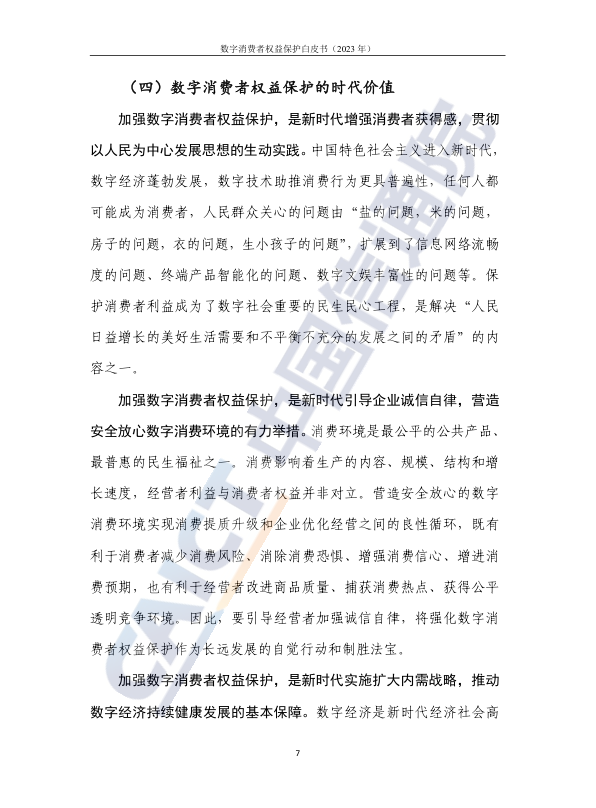 数字消费者权益保护白皮书（2023 年）
（四）数字消费者权益保护的时代价值
加强数字消费者权益保护，是新时代增强消费者获得感，贯彻
以人民为中心发展思想的生动实践。中国特色社会主义进入新时代，
数字经济蓬勃发展，数字技术助推消费行为更具普遍性，任何人都
可能成为消费者，人民群众关心的问题由“盐的问题，米的问题，
房子的问题，衣的问题，生小孩子的问题”，扩展到了信息网络流畅
度的问题、终端产品智能化的问题、数字文娱丰富性的问题等。保
护消费者利益成为了数字社会重要的民生民心工程，是解决“人民
日益增长的美好生活需要和不平衡不充分的发展之间的矛盾”的内
容之一。
加强数字消费者权益保护，是新时代引导企业诚信自律，营造
安全放心数字消费环境的有力举措。消费环境是最公平的公共产品、
最普惠的民生福祉之一。消费影响着生产的内容、规模、结构和增
长速度，经营者利益与消费者权益并非对立。营造安全放心的数字
消费环境实现消费提质升级和企业优化经营之间的良性循环，既有
利于消费者减少消费风险、消除消费恐惧、增强消费信心、增进消
费预期，也有利于经营者改进商品质量、捕获消费热点、获得公平
透明竞争环境。因此，要引导经营者加强诚信自律，将强化数字消
费者权益保护作为长远发展的自觉行动和制胜法宝。
加强数字消费者权益保护，是新时代实施扩大内需战略，推动
数字经济持续健康发展的基本保障。数字经济是新时代经济社会高
7
CAICT 中国信通院